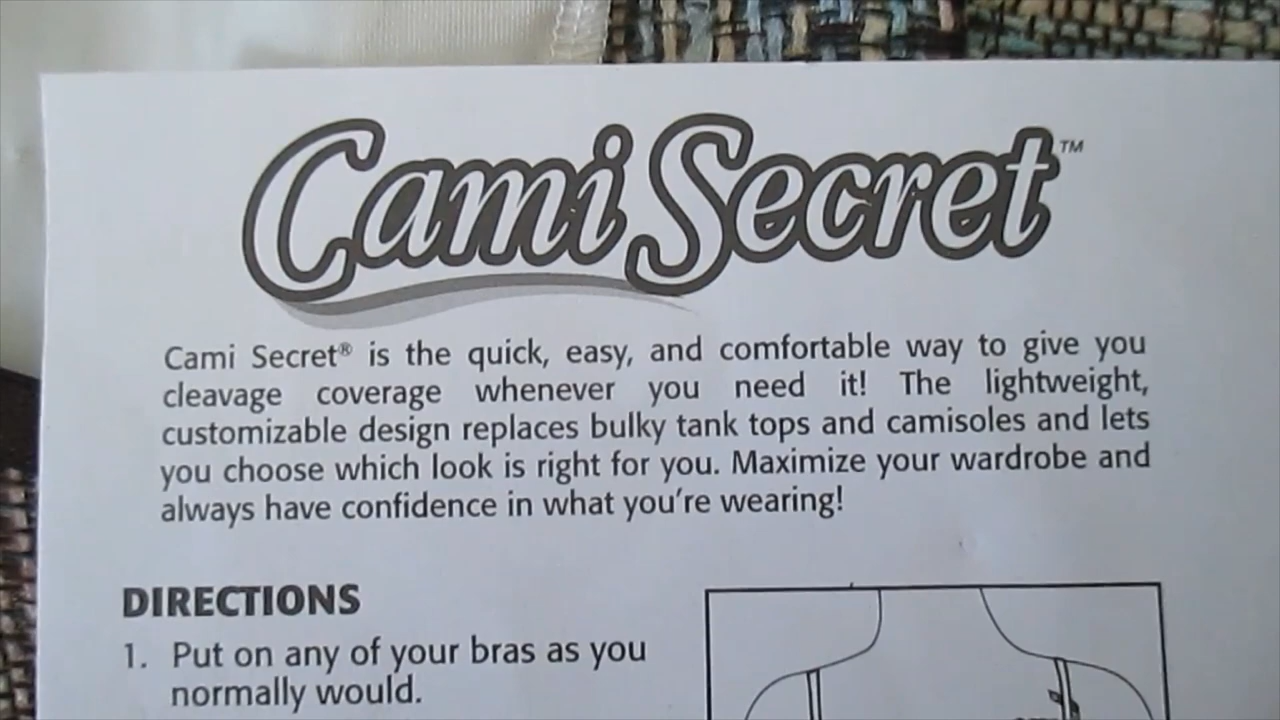 Cami Secret™
Cami Secret® is the quick, easy, and comfortable way to give you
cleavage coverage whenever you need it! The lightweight,
customizable design replaces bulky tank tops and camisoles and lets
you choose which look is right for you. Maximize your wardrobe and
always have confidence in what you're wearing!
DIRECTIONS
1. Put on any of your bras as you
normally would.